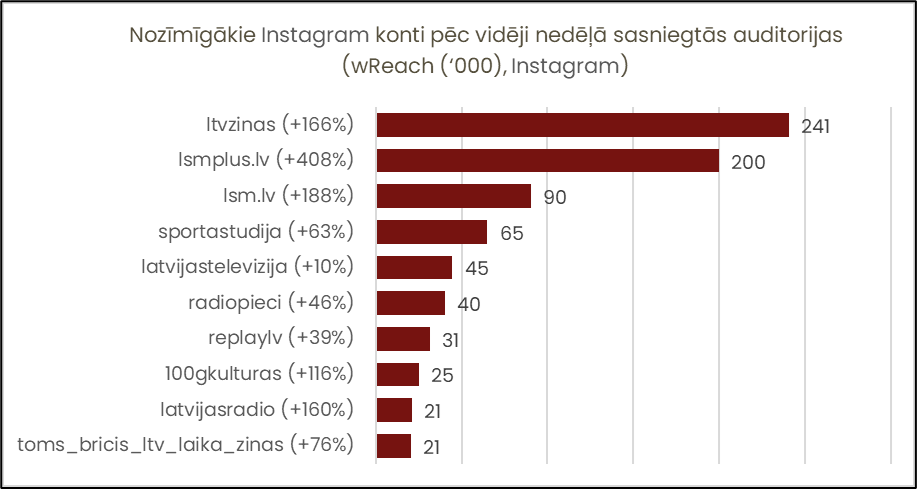 Nozīmīgākie Instagram konti pēc vidēji nedēļā sasniegtās auditorijas
(wReach (‘000), Instagram)
ltvzinas (+166%) 241
lsmplus.lv (+408%) 200
lsm.lv (+188%) 90
sportastudija (+63%) 65
latvijastelevizija (+10%) 45
radiopieci (+46%) 40
replaylv (+39%) 31
100gkulturas (+116%) 25
latvijasradio (+160%) 21
toms_bricis_ltv_laika_zinas (+76%) 21